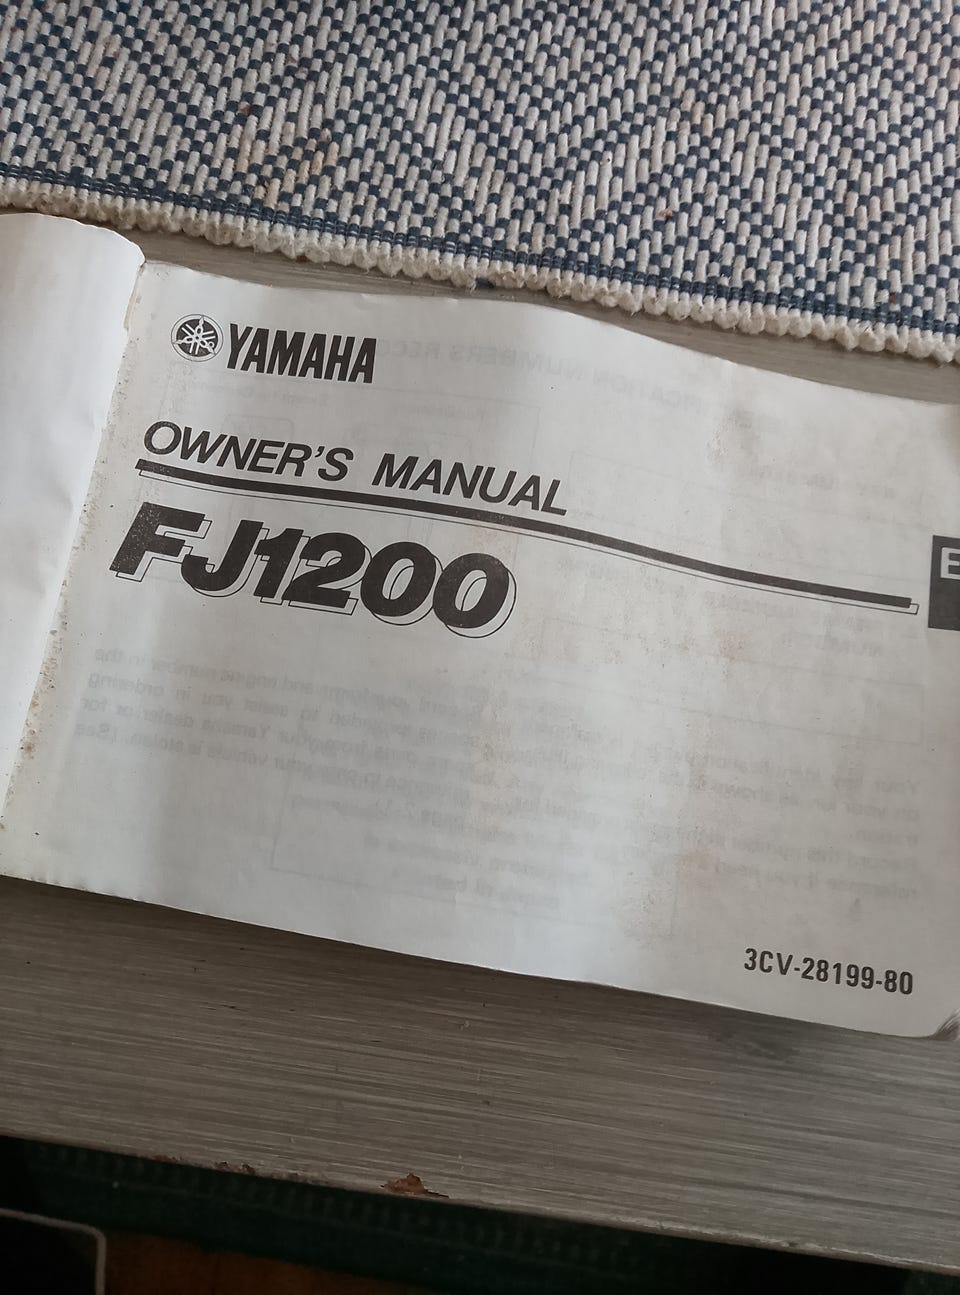 YAMAHA
OWNER'S MANUAL
FJ1200
E
3CV-28199-80